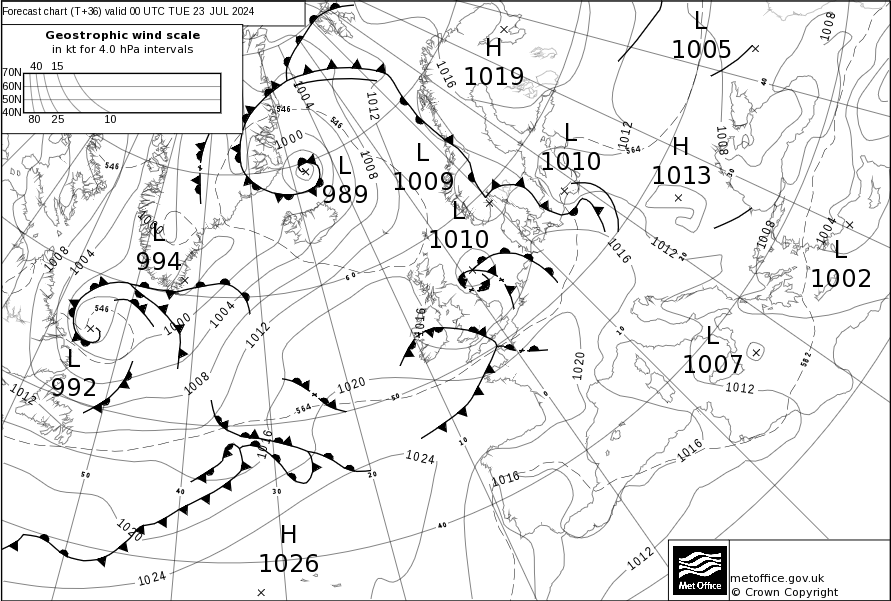 Forecast chart (T+36) valid 00 UTC TUE 23 JUL 2024
Geostrophic wind scale
in kt for 4.0 hPa intervals
40 15
70N
60N
50N
40N
80 25 10
L
1005
H
1019
1008
40
1016
1004
546
1012
546
1012
1008
564
1000
L
1010
H
1013
546
L
989
L
1009
1008
30
L
1010
1000
L
994
1008
1004
1016
1012
20
1008
1004
L
1002
60
546
1000
1004
1012
1016
10
L
1007
582
L
992
1012
1008
1020
564
50
1020
0
1012
1016
10
1024
1016
1016
50
40
30
20
1020
40
H
1026
1024
1012
Met Office
metoffice.gov.uk
© Crown Copyright